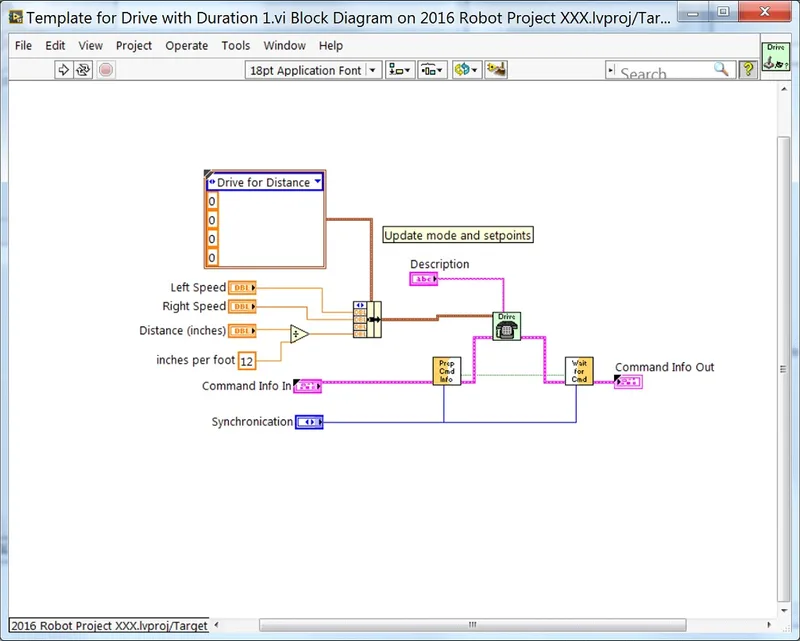 Template for Drive with Duration 1.vi Block Diagram on 2016 Robot Project XXX.lvproj/Tar...
File Edit View Project Operate Tools Window Help
Drive
18pt Application Font
Search
?
Drive for Distance
0
0
0
0
Update mode and setpoints
Description
Abc
Left Speed DBL
Right Speed DBL
Drive
Distance (inches) DBL
÷
inches per foot 12
Prep Cmd Info
Wait for Cmd
Command Info Out
Command Info In
Synchronication
2016 Robot Project XXX.lvproj/Target